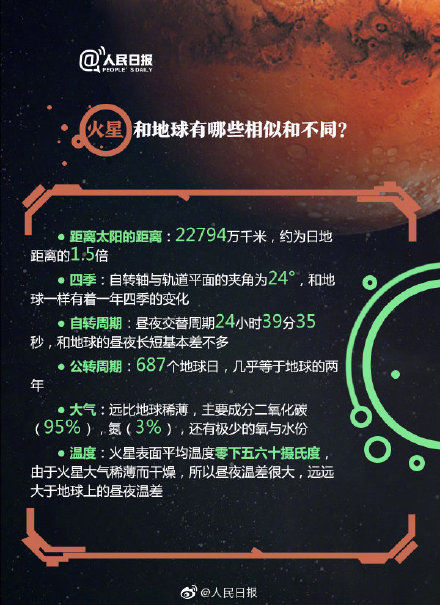 @人民日报
PEOPLE'S DAILY
火星和地球有哪些相似和不同？
● 距离太阳的距离：22794万千米，约为日地
距离的1.5倍
● 四季：自转轴与轨道平面的夹角为24°，和地
球一样有着一年四季的变化
● 自转周期：昼夜交替周期24小时39分35
秒，和地球的昼夜长短基本差不多
● 公转周期：687个地球日，几乎等于地球的两
年
● 大气：远比地球稀薄，主要成分二氧化碳
（95%），氮（3%），还有极少的氧与水份
● 温度：火星表面平均温度零下五六十摄氏度，
由于火星大气稀薄而干燥，所以昼夜温差很大，远远
大于地球上的昼夜温差
@人民日报